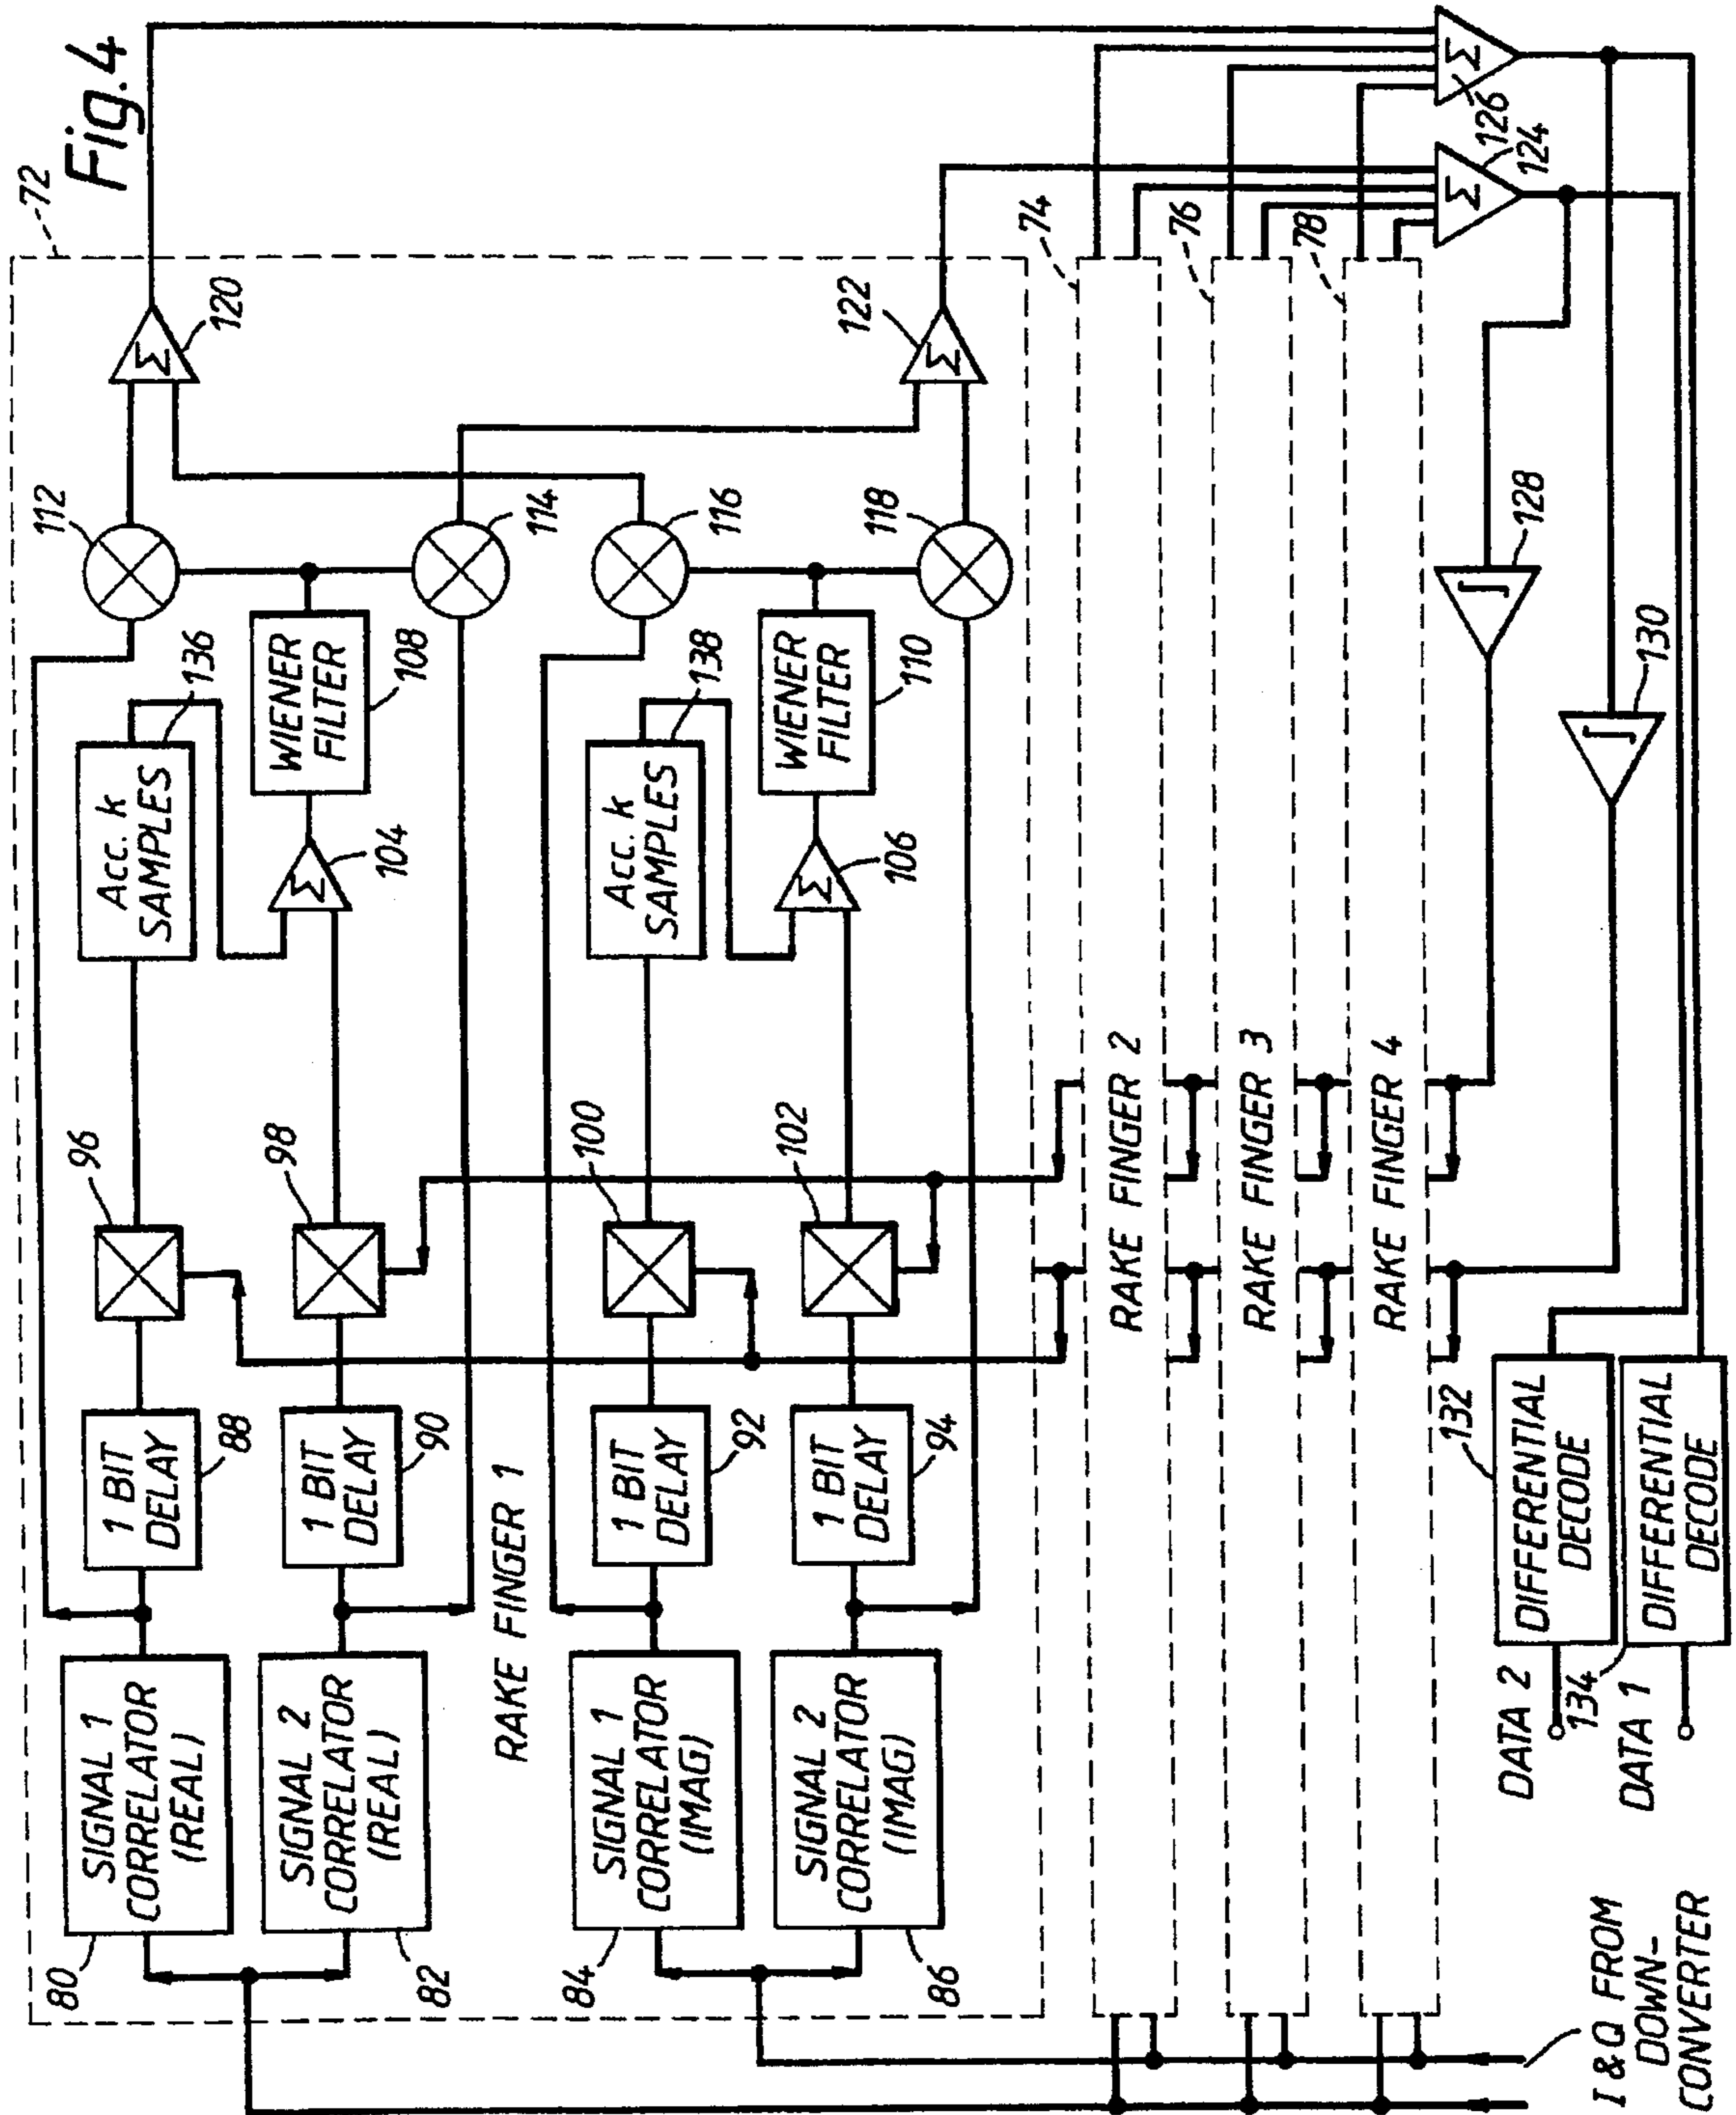 Fig.4
72
80
SIGNAL 1
CORRELATOR
(REAL)
82
SIGNAL 2
CORRELATOR
(REAL)
84
SIGNAL 1
CORRELATOR
(IMAG)
86
SIGNAL 2
CORRELATOR
(IMAG)
RAKE FINGER 1
1 BIT
DELAY
88
1 BIT
DELAY
90
1 BIT
DELAY
92
1 BIT
DELAY
94
96
98
100
102
Acc. k
SAMPLES
136
Σ
104
WIENER
FILTER
108
Acc. k
SAMPLES
138
Σ
106
WIENER
FILTER
110
112
114
116
118
Σ
120
Σ
122
74
RAKE FINGER 2
76
RAKE FINGER 3
78
RAKE FINGER 4
Σ
126
Σ
124
∫
128
∫
130
132
DIFFERENTIAL
DECODE
DATA 2
134
DIFFERENTIAL
DECODE
DATA 1
I & Q FROM
DOWN-
CONVERTER